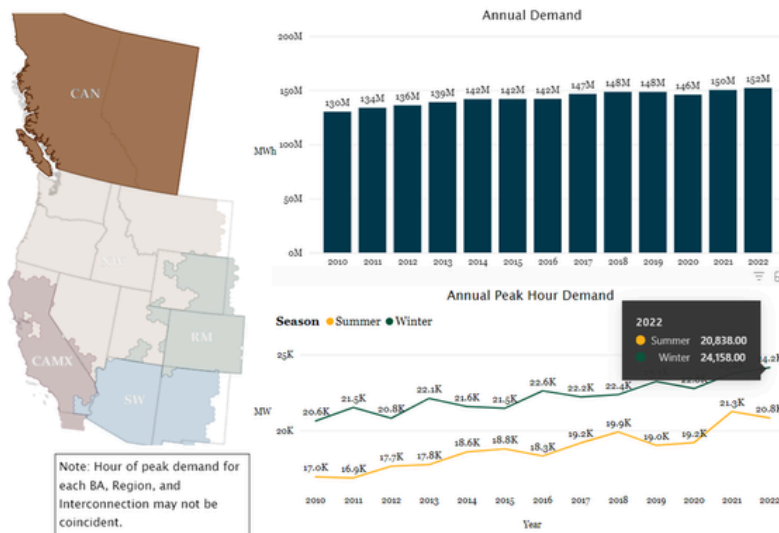 CAN
CAMX
SW
RM
Note: Hour of peak demand for
each BA, Region, and
Interconnection may not be
coincident.
Annual Demand
200M
150M
100M
50M
0M
MWh
130M 134M 136M 139M 142M 142M 142M 147M 148M 148M 146M 150M 152M
2010 2011 2012 2013 2014 2015 2016 2017 2018 2019 2020 2021 2022
Annual Peak Hour Demand
Season Summer Winter
2022
Summer 20,838.00
Winter 24,158.00
25K
MW
20K
20.6K 21.5K 20.8K 22.1K 21.6K 21.5K 22.6K 22.2K 22.4K
17.0K 16.9K 17.7K 17.8K 18.6K 18.8K 18.3K 19.2K 19.9K 19.0K 19.2K 21.3K 20.8K
2010 2011 2012 2013 2014 2015 2016 2017 2018 2019 2020 2021 2022
Year